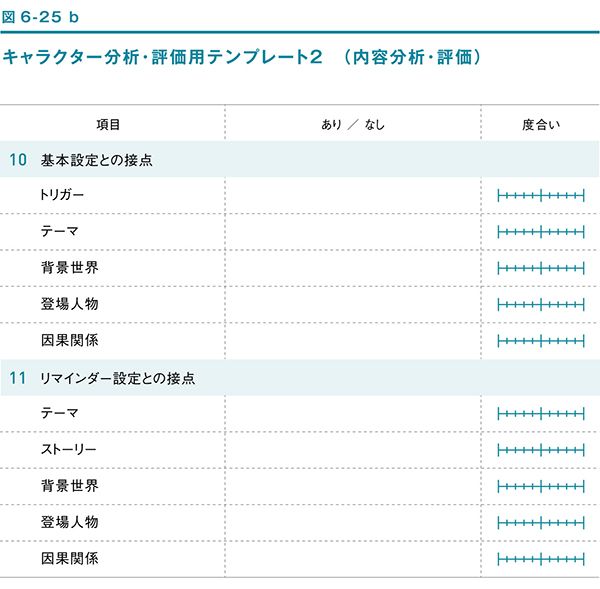 図 6-25 b
キャラクター分析・評価用テンプレート2 （内容分析・評価）
項目 あり ／ なし 度合い
10 基本設定との接点
トリガー
テーマ
背景世界
登場人物
因果関係
11 リマインダー設定との接点
テーマ
ストーリー
背景世界
登場人物
因果関係